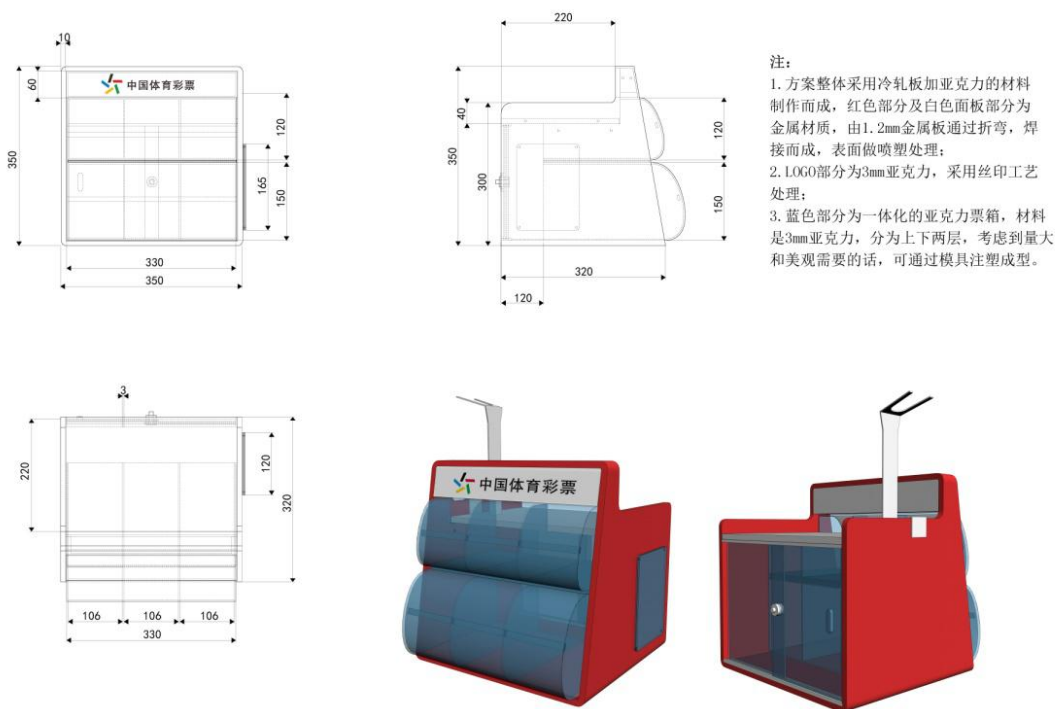 10
60
350
中国体育彩票
120
165
150
330
350
220
40
350
300
120
150
320
120
注:
1.方案整体采用冷轧板加亚克力的材料
制作而成，红色部分及白色面板部分为
金属材质，由1.2mm金属板通过折弯，焊
接而成，表面做喷塑处理;
2.LOGO部分为3mm亚克力，采用丝印工艺
处理;
3.蓝色部分为一体化的亚克力票箱，材料
是3mm亚克力，分为上下两层，考虑到量大
和美观需要的话，可通过模具注塑成型。
3
220
120
320
106 106 106
330
中国体育彩票